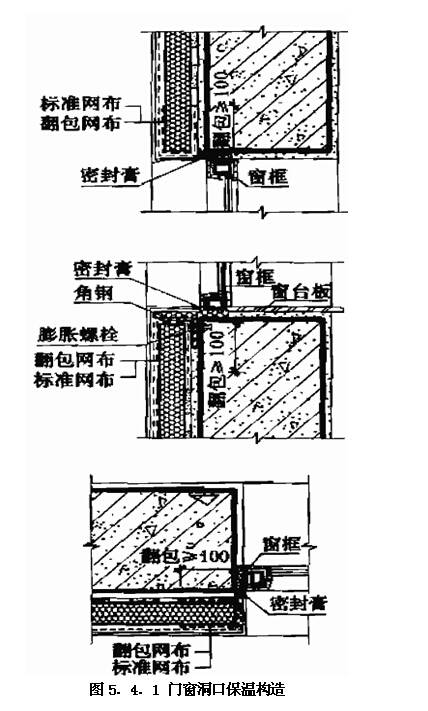 标准网布
翻包网布
翻包≥100
密封膏
窗框
密封膏
窗框
角钢
窗台板
膨胀螺栓
翻包网布
标准网布
翻包≥100
翻包≥100
窗框
密封膏
翻包网布
标准网布
图5. 4. 1 门窗洞口保温构造